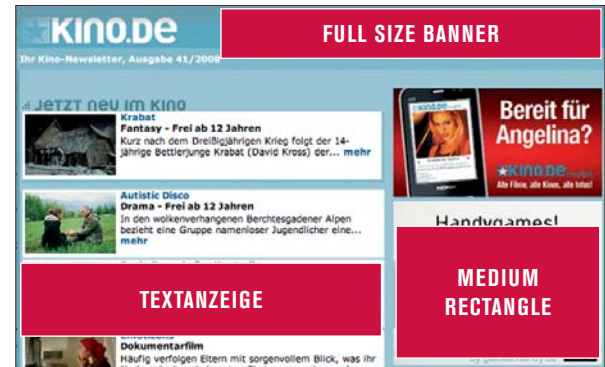 KINO.DE
FULL SIZE BANNER
Ihr Kino-Newsletter, Ausgabe 41/2008
JETZT NEU IM KINO
Krabat
Fantasy - Frei ab 12 Jahren
Kurz nach dem Dreißigjährigen Krieg folgt der 14-
jährige Bettlerjunge Krabat (David Kross) der... mehr
Autistic Disco
Drama - Frei ab 12 Jahren
In den wolkenverhangenen Berchtesgadener Alpen
bezieht eine Gruppe namenloser Jugendlicher eine...
mehr
TEXTANZEIGE
Dokumentarfilm
Häufig verfolgen Eltern mit sorgenvollem Blick, was ihr
KINO.DE
NOKIA
Bereit für
Angelina?
KINO.DE mobil
Alle Filme, alle Kinos, alle Infos!
Handygames!
MEDIUM
RECTANGLE